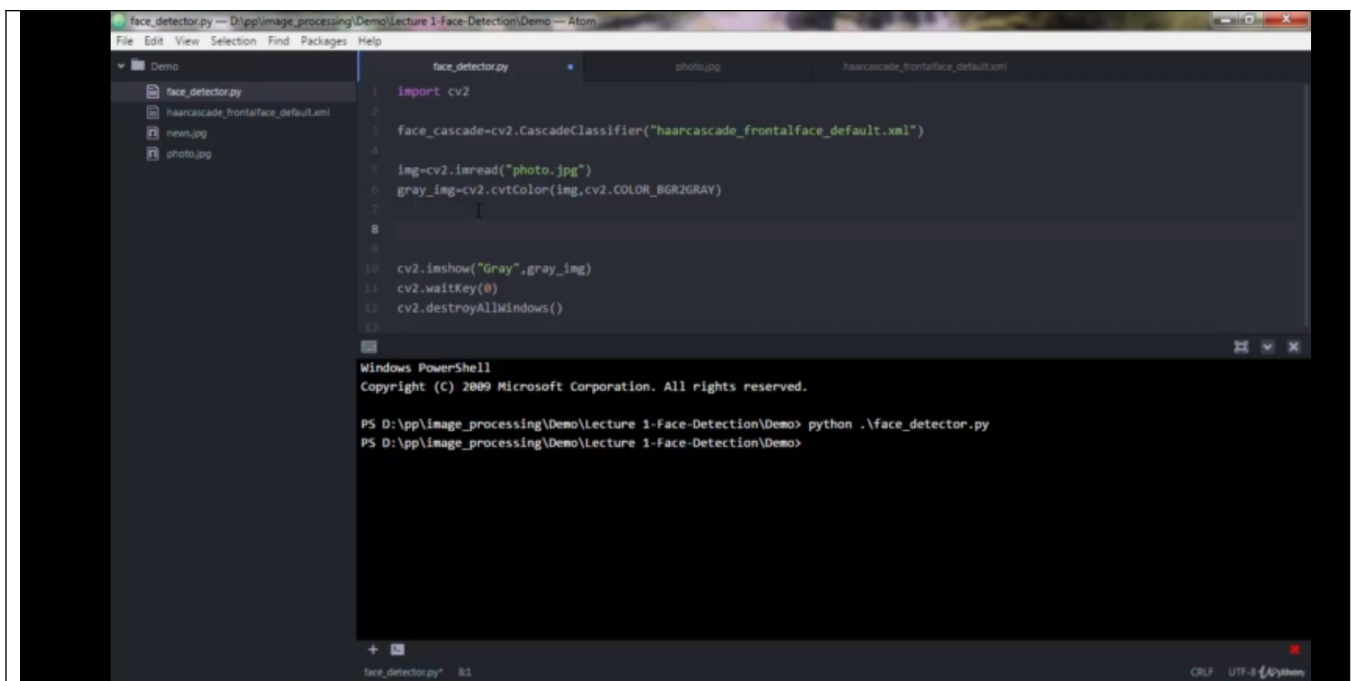 face_detector.py — D:\pp\image_processing\Demo\Lecture 1-Face-Detection\Demo — Atom
File Edit View Selection Find Packages Help
Demo
face_detector.py
haarcascade_frontalface_default.xml
news.jpg
photo.jpg
face_detector.py photo.jpg haarcascade_frontalface_default.xml
1 import cv2
2
3 face_cascade=cv2.CascadeClassifier("haarcascade_frontalface_default.xml")
4
5 img=cv2.imread("photo.jpg")
6 gray_img=cv2.cvtColor(img,cv2.COLOR_BGR2GRAY)
7
8
9
10 cv2.imshow("Gray",gray_img)
11 cv2.waitKey(0)
12 cv2.destroyAllWindows()
13
Windows PowerShell
Copyright (C) 2009 Microsoft Corporation. All rights reserved.
PS D:\pp\image_processing\Demo\Lecture 1-Face-Detection\Demo> python .\face_detector.py
PS D:\pp\image_processing\Demo\Lecture 1-Face-Detection\Demo>
face_detector.py* 8:1 CRLF UTF-8 Python